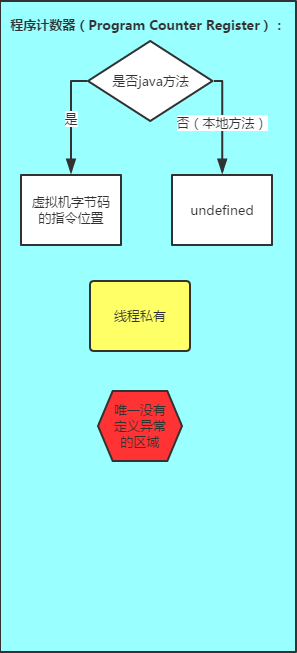 程序计数器（Program Counter Register）：
是否java方法
是
否（本地方法）
虚拟机字节码
的指令位置
undefined
线程私有
唯一没有
定义异常
的区域